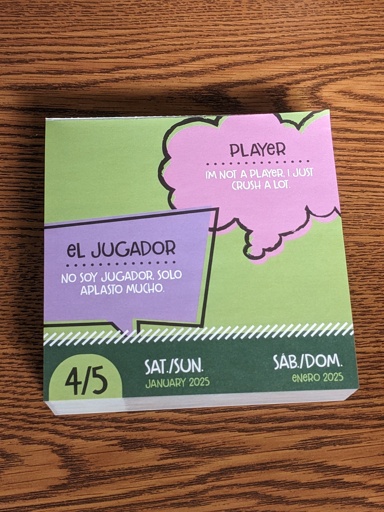 PLAYER
I'M NOT A PLAYER. I JUST
CRUSH A LOT.
EL JUGADOR
NO SOY JUGADOR. SOLO
APLASTO MUCHO.
4/5
SAT./SUN.
JANUARY 2025
SÁB./DOM.
ENERO 2025